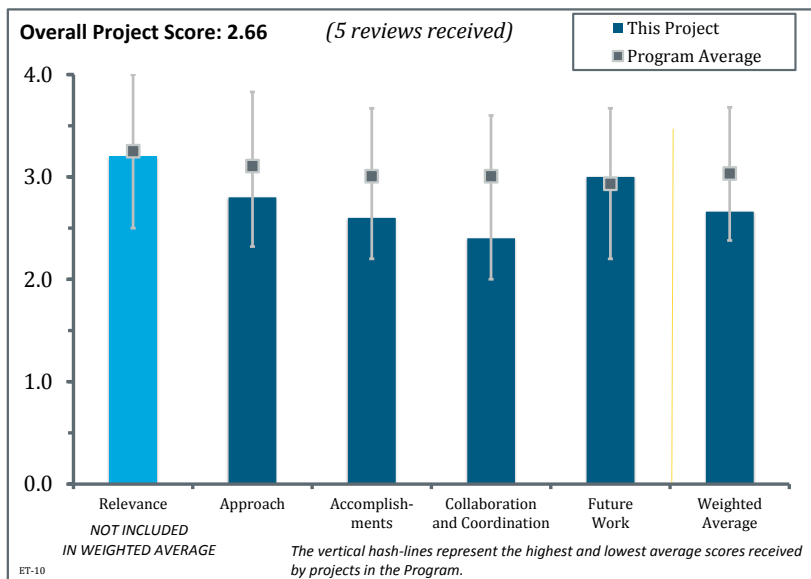 Overall Project Score: 2.66 (5 reviews received)
This Project
Program Average
4.0
3.0
2.0
1.0
0.0
Relevance
Approach
Accomplish-
ments
Collaboration
and Coordination
Future
Work
Weighted
Average
NOT INCLUDED
IN WEIGHTED AVERAGE
The vertical hash-lines represent the highest and lowest average scores received
by projects in the Program.
ET-10